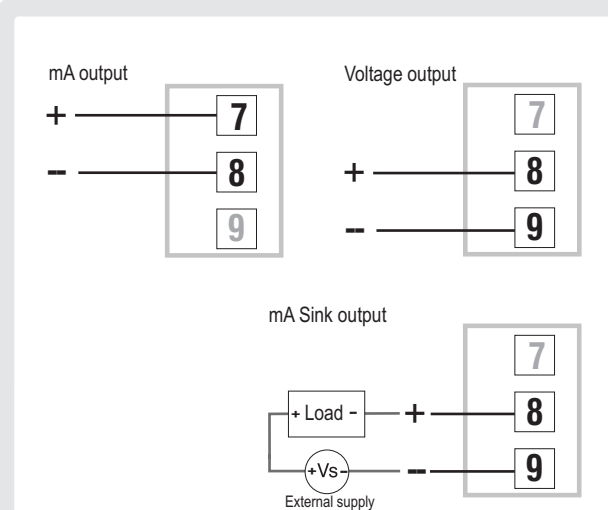 mA output
+ 7
-- 8
9
Voltage output
7
+ 8
-- 9
mA Sink output
7
+ Load - + 8
+Vs- -- 9
External supply